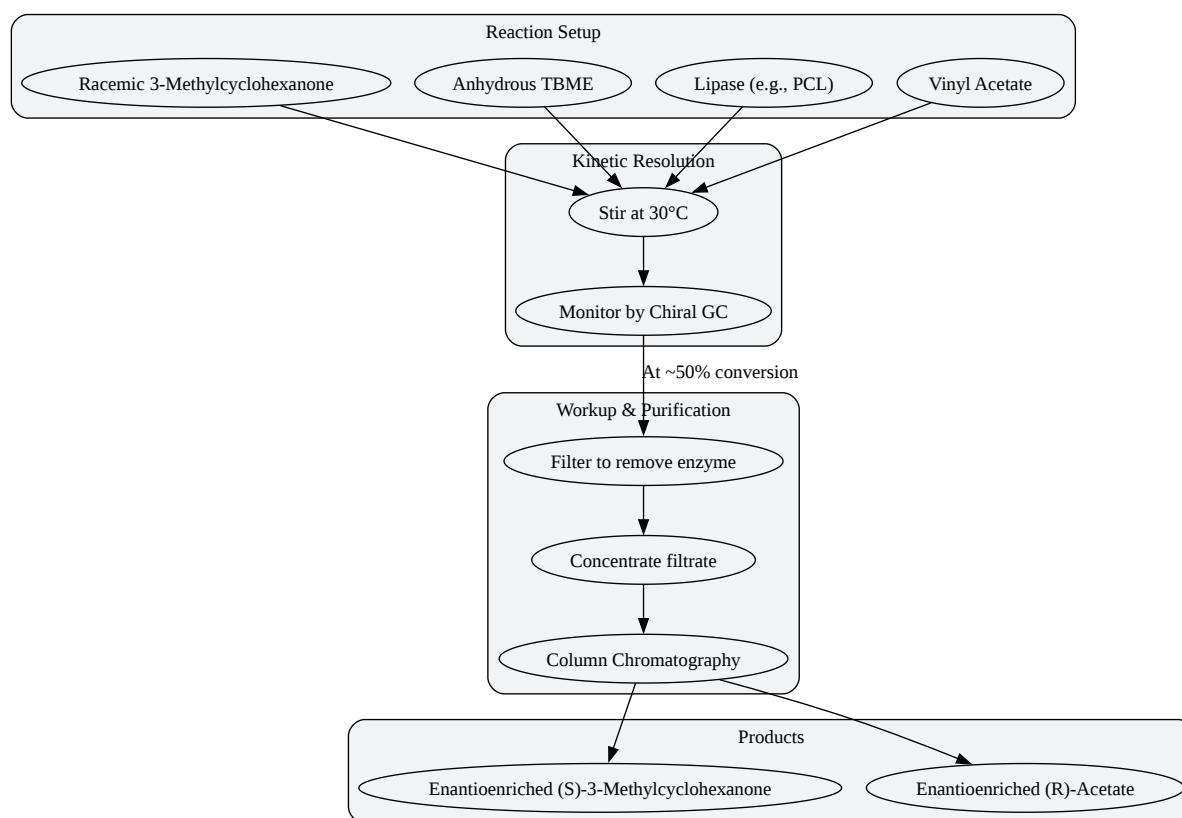 Reaction Setup
Racemic 3-Methylcyclohexanone
Anhydrous TBME
Lipase (e.g., PCL)
Vinyl Acetate
Kinetic Resolution
Stir at 30°C
Monitor by Chiral GC
At ~50% conversion
Workup & Purification
Filter to remove enzyme
Concentrate filtrate
Column Chromatography
Products
Enantioenriched (S)-3-Methylcyclohexanone
Enantioenriched (R)-Acetate